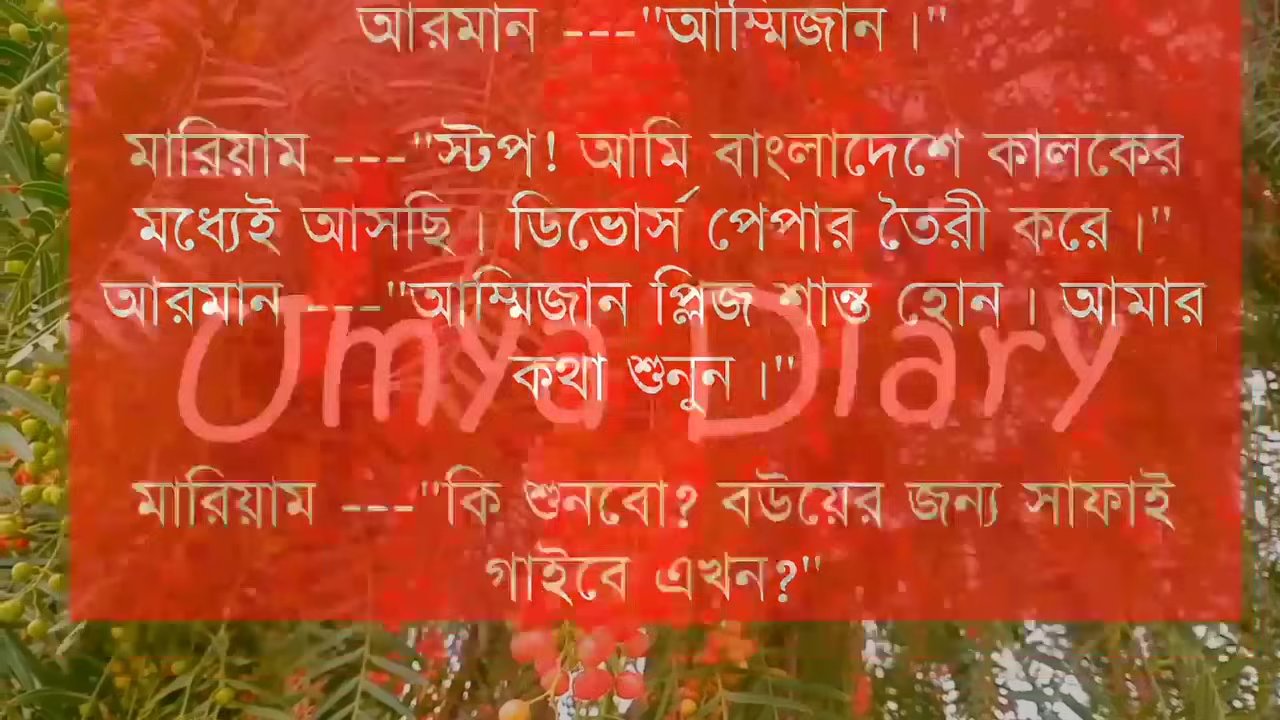 আরমান ---"আম্মিজান ।"
মারিয়াম ---"স্টপ! আমি বাংলাদেশে কালকের
মধ্যেই আসছি । ডিভোর্স পেপার তৈরী করে ।"
আরমান ---"আম্মিজান প্লিজ শান্ত হোন । আমার
Umya Diary
কথা শুনুন ।"
মারিয়াম ---"কি শুনবো? বউয়ের জন্য সাফাই
গাইবে এখন?"